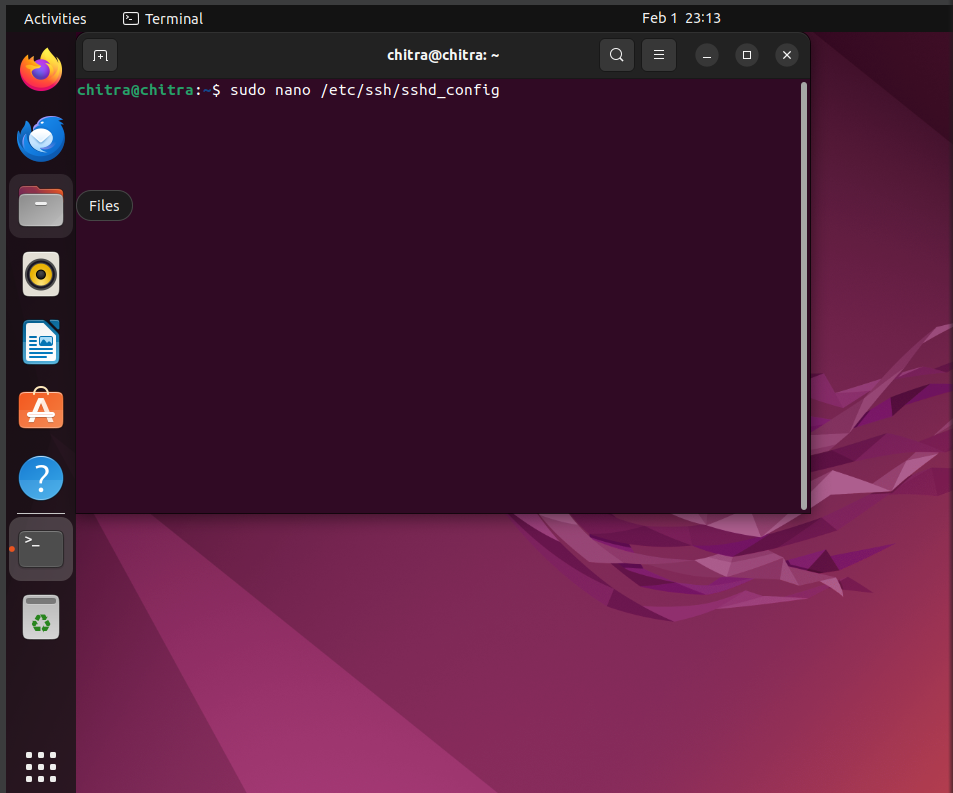 Activities
Terminal
Feb 1 23:13
chitra@chitra: ~
chitra@chitra:~$ sudo nano /etc/ssh/sshd_config
Files
?
>_